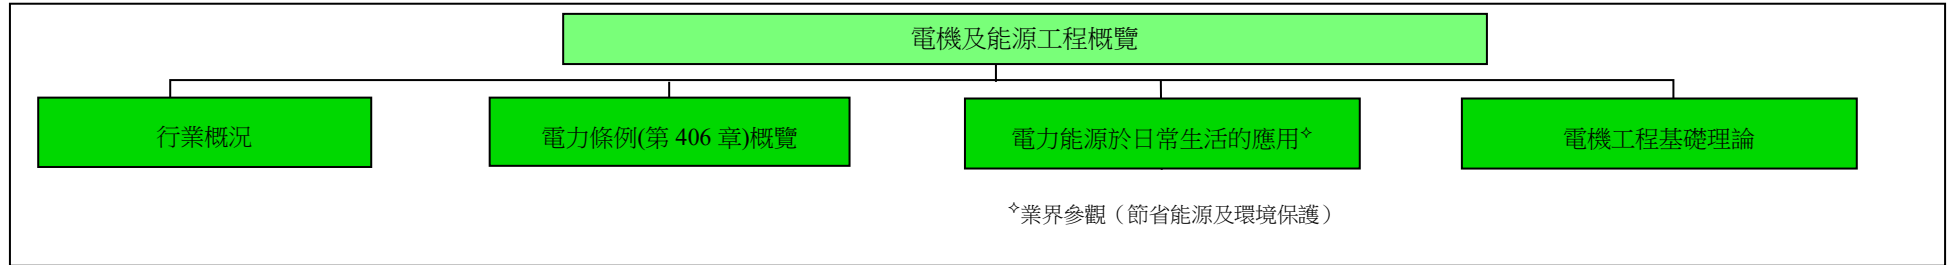 電機及能源工程概覽
行業概況
電力條例(第 406 章)概覽
電力能源於日常生活的應用✧
電機工程基礎理論
✧業界參觀（節省能源及環境保護）